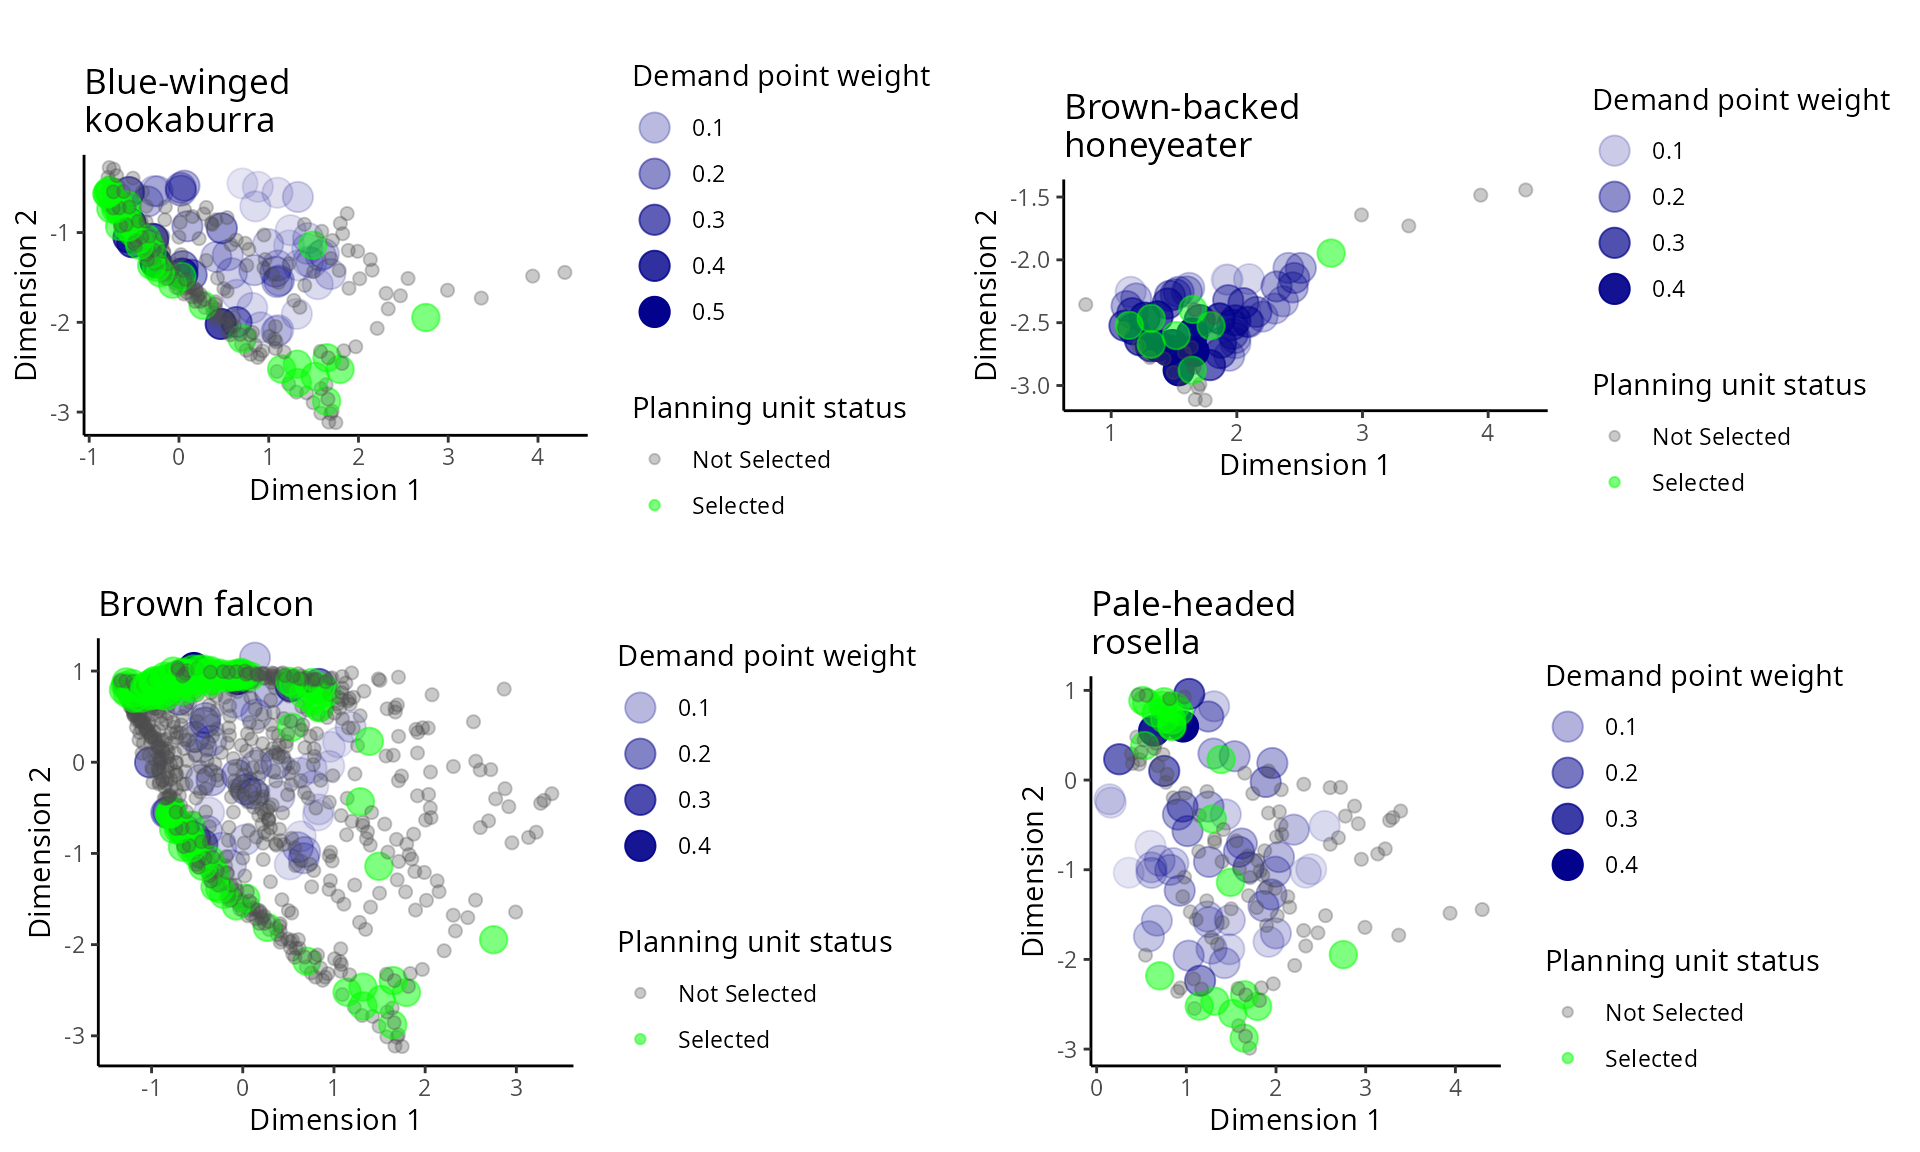 Blue-winged
kookaburra
Dimension 2
-1
-2
-3
-1
0
1
2
3
4
Dimension 1
Demand point weight
0.1
0.2
0.3
0.4
0.5
Planning unit status
Not Selected
Selected
Brown-backed
honeyeater
Dimension 2
-1.5
-2.0
-2.5
-3.0
1
2
3
4
Dimension 1
Demand point weight
0.1
0.2
0.3
0.4
Planning unit status
Not Selected
Selected
Brown falcon
Dimension 2
1
0
-1
-2
-3
-1
0
1
2
3
Dimension 1
Demand point weight
0.1
0.2
0.3
0.4
Planning unit status
Not Selected
Selected
Pale-headed
rosella
Dimension 2
1
0
-1
-2
-3
0
1
2
3
4
Dimension 1
Demand point weight
0.1
0.2
0.3
0.4
Planning unit status
Not Selected
Selected